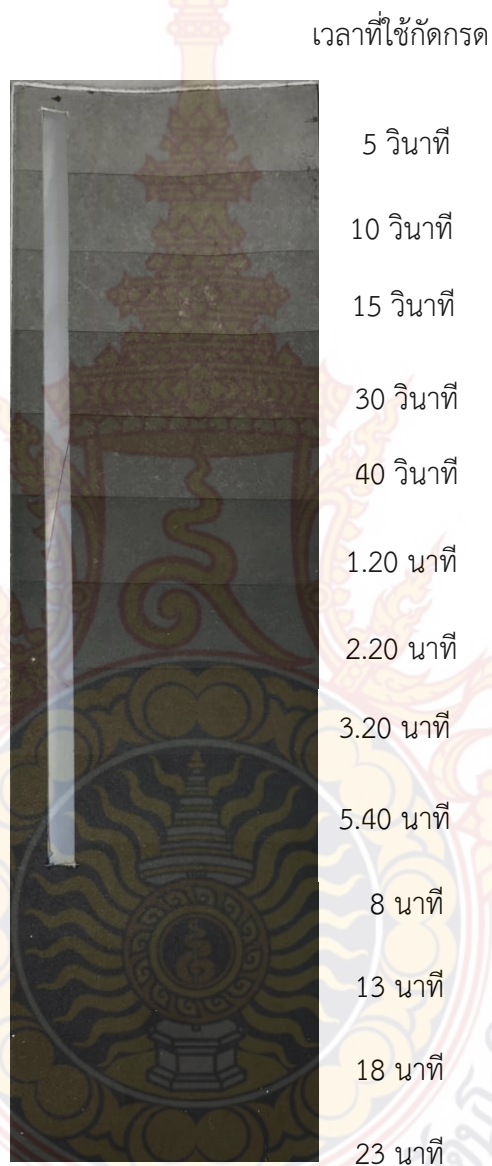 เวลาที่ใช้กัดกรด
5 วินาที
10 วินาที
15 วินาที
30 วินาที
40 วินาที
1.20 นาที
2.20 นาที
3.20 นาที
5.40 นาที
8 นาที
13 นาที
18 นาที
23 นาที